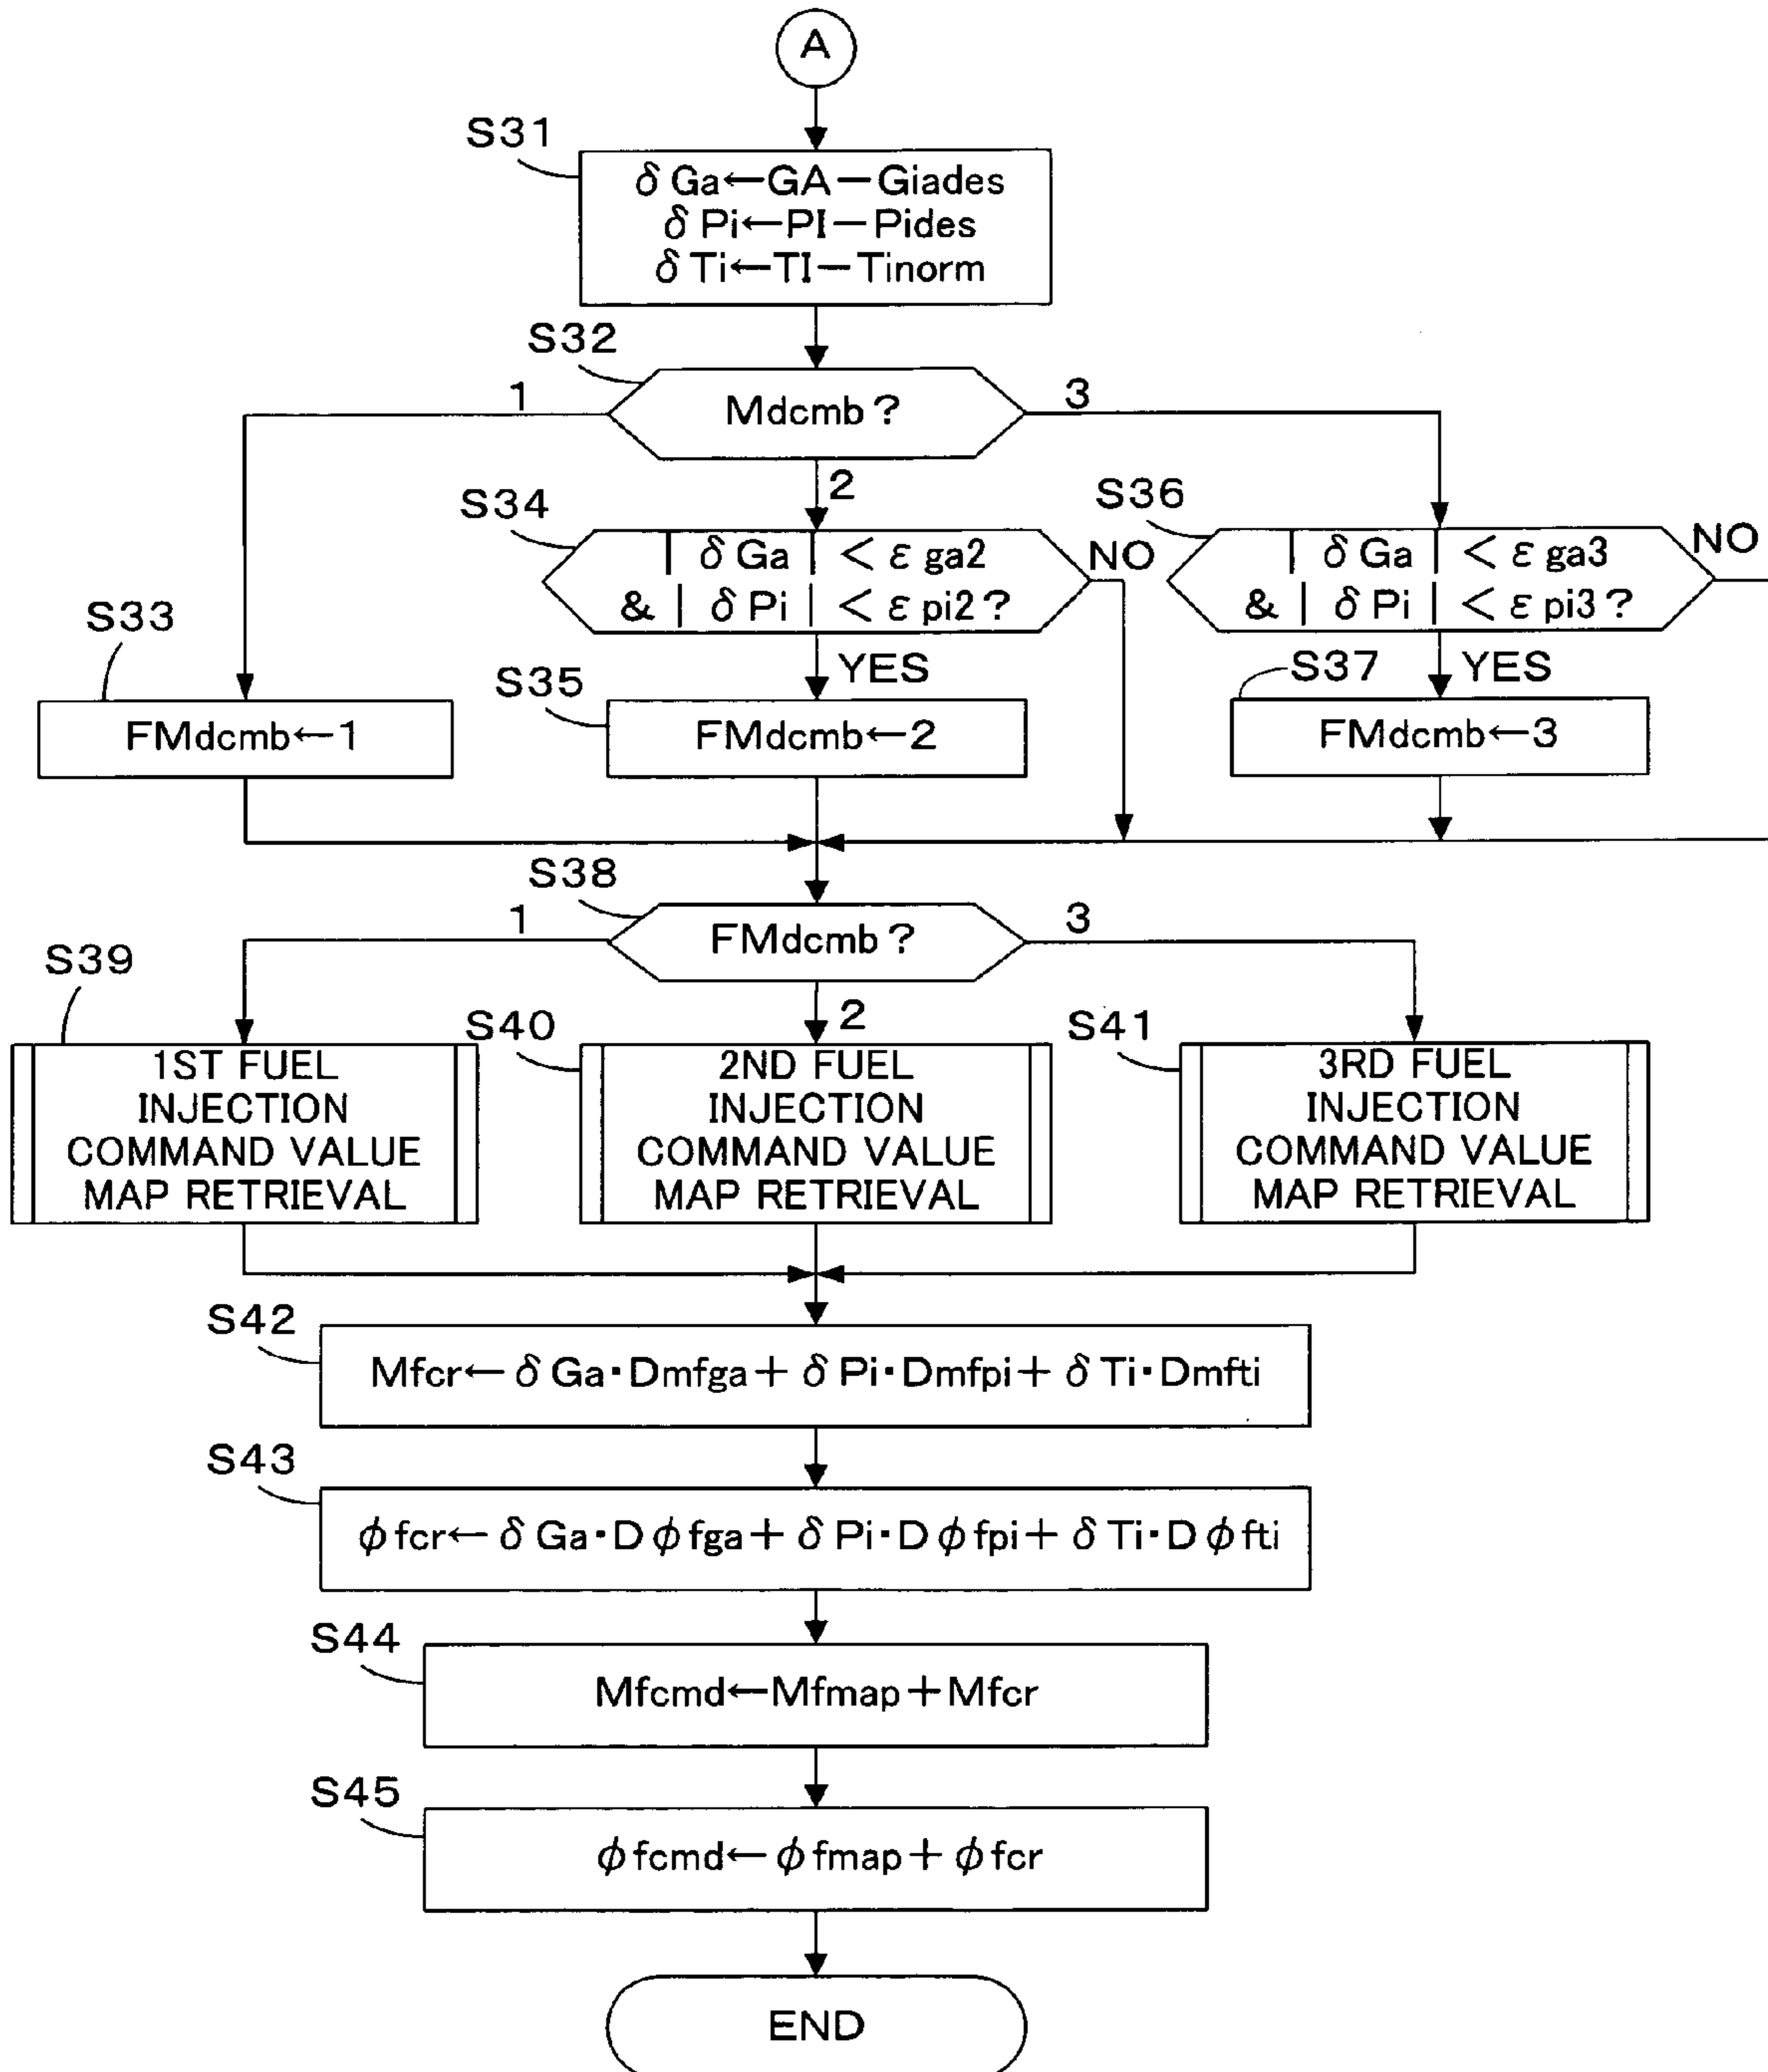 A
S31
δ Ga←GA−Giades
δ Pi←PI−Pides
δ Ti←TI−Tinorm
S32
1
Mdcmb?
3
2
S34
| δ Ga | < ε ga2
& | δ Pi | < ε pi2?
NO
S36
| δ Ga | < ε ga3
& | δ Pi | < ε pi3?
NO
S33
FMdcmb←1
YES
S35
FMdcmb←2
S37
YES
FMdcmb←3
S38
1
FMdcmb?
3
2
S39
1ST FUEL
INJECTION
COMMAND VALUE
MAP RETRIEVAL
S40
2ND FUEL
INJECTION
COMMAND VALUE
MAP RETRIEVAL
S41
3RD FUEL
INJECTION
COMMAND VALUE
MAP RETRIEVAL
S42
Mfcr← δ Ga·Dmfga+ δ Pi·Dmfpi+ δ Ti·Dmfti
S43
φ fcr← δ Ga·D φ fga+ δ Pi·D φ fpi+ δ Ti·D φ fti
S44
Mfcmd←Mfmap+Mfcr
S45
φ fcmd← φ fmap+ φ fcr
END